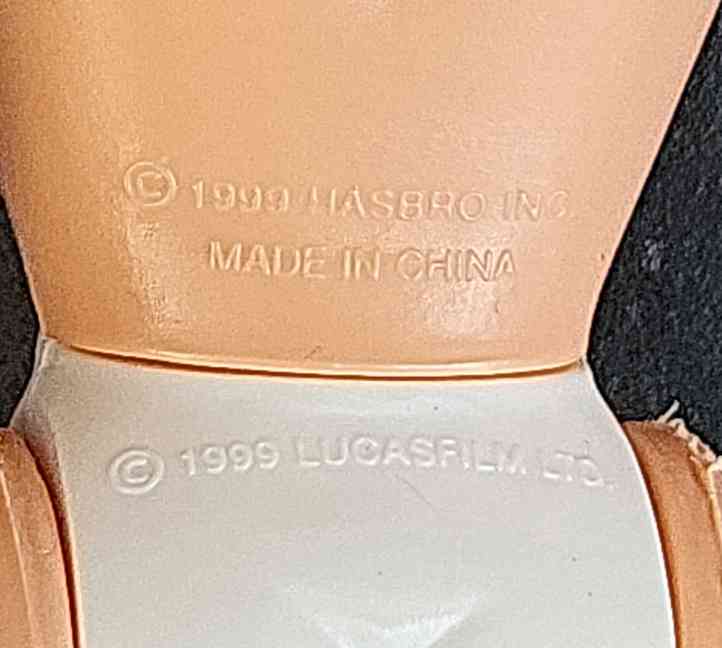 © 1999 HASBRO INC.
MADE IN CHINA
© 1999 LUCASFILM LTD.